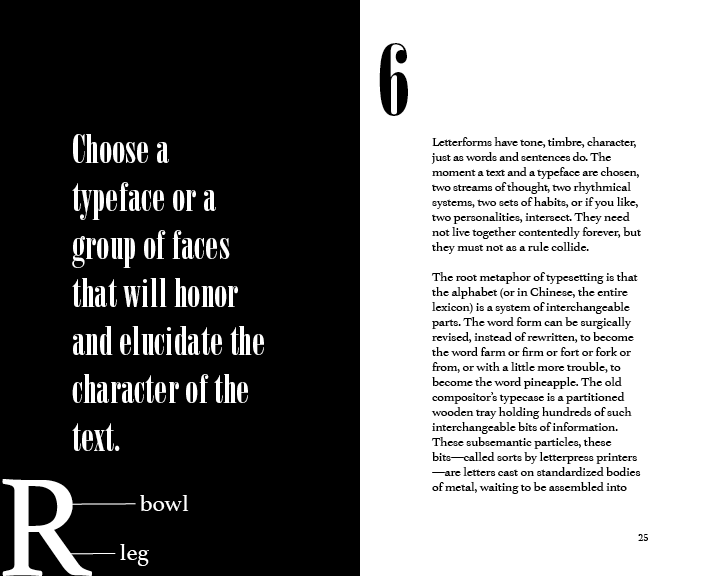 Choose a
typeface or a
group of faces
that will honor
and elucidate the
character of the
text.
R
bowl
leg
6
Letterforms have tone, timbre, character,
just as words and sentences do. The
moment a text and a typeface are chosen,
two streams of thought, two rhythmical
systems, two sets of habits, or if you like,
two personalities, intersect. They need
not live together contentedly forever, but
they must not as a rule collide.
The root metaphor of typesetting is that
the alphabet (or in Chinese, the entire
lexicon) is a system of interchangeable
parts. The word form can be surgically
revised, instead of rewritten, to become
the word farm or firm or fort or fork or
from, or with a little more trouble, to
become the word pineapple. The old
compositor's typecase is a partitioned
wooden tray holding hundreds of such
interchangeable bits of information.
These subsemantic particles, these
bits—called sorts by letterpress printers
—are letters cast on standardized bodies
of metal, waiting to be assembled into
25